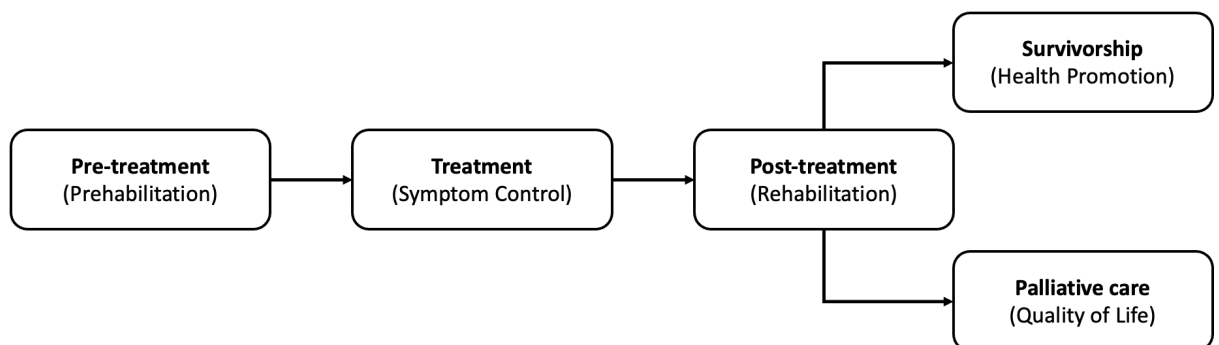 Pre-treatment
(Prehabilitation)
Treatment
(Symptom Control)
Post-treatment
(Rehabilitation)
Survivorship
(Health Promotion)
Palliative care
(Quality of Life)